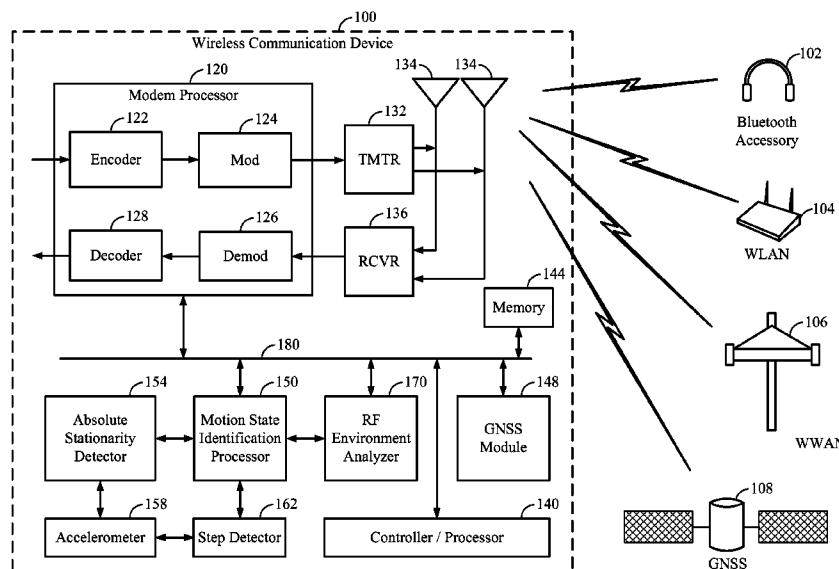 100
Wireless Communication Device
120
Modem Processor
122
Encoder
124
Mod
132
TMTR
134
134
128
Decoder
126
Demod
136
RCVR
144
Memory
180
154
Absolute
Stationarity
Detector
150
Motion State
Identification
Processor
170
RF
Environment
Analyzer
148
GNSS
Module
158
Accelerometer
162
Step Detector
140
Controller / Processor
102
Bluetooth
Accessory
104
WLAN
106
WWAN
108
GNSS